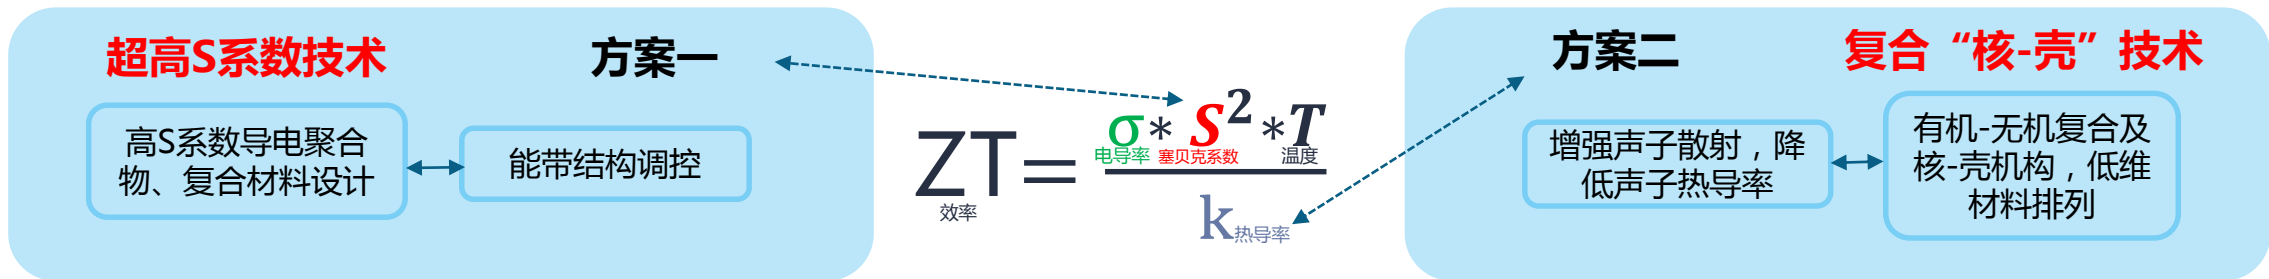 超高S系数技术
方案一
高S系数导电聚合
物、复合材料设计
能带结构调控
ZT=
效率
σ* S²*T
电导率 塞贝克系数 温度
k热导率
方案二
复合“核-壳”技术
增强声子散射，降
低声子热导率
有机-无机复合及
核-壳机构，低维
材料排列